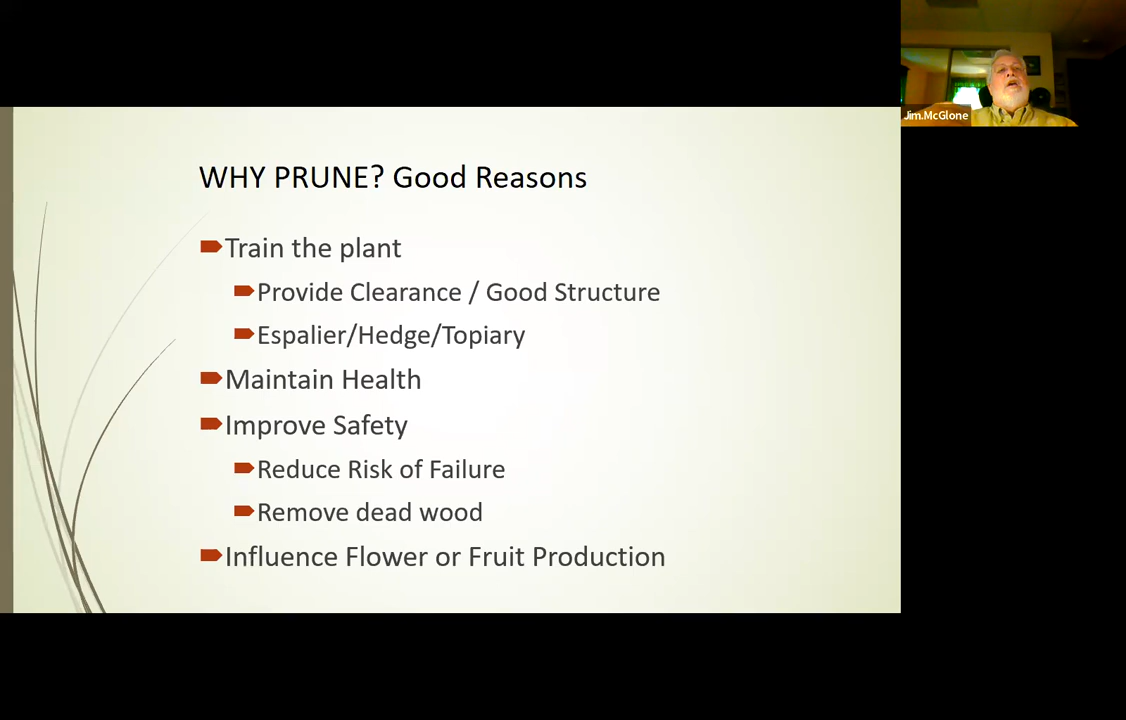 Jim.McGlone
WHY PRUNE? Good Reasons
Train the plant
Provide Clearance / Good Structure
Espalier/Hedge/Topiary
Maintain Health
Improve Safety
Reduce Risk of Failure
Remove dead wood
Influence Flower or Fruit Production